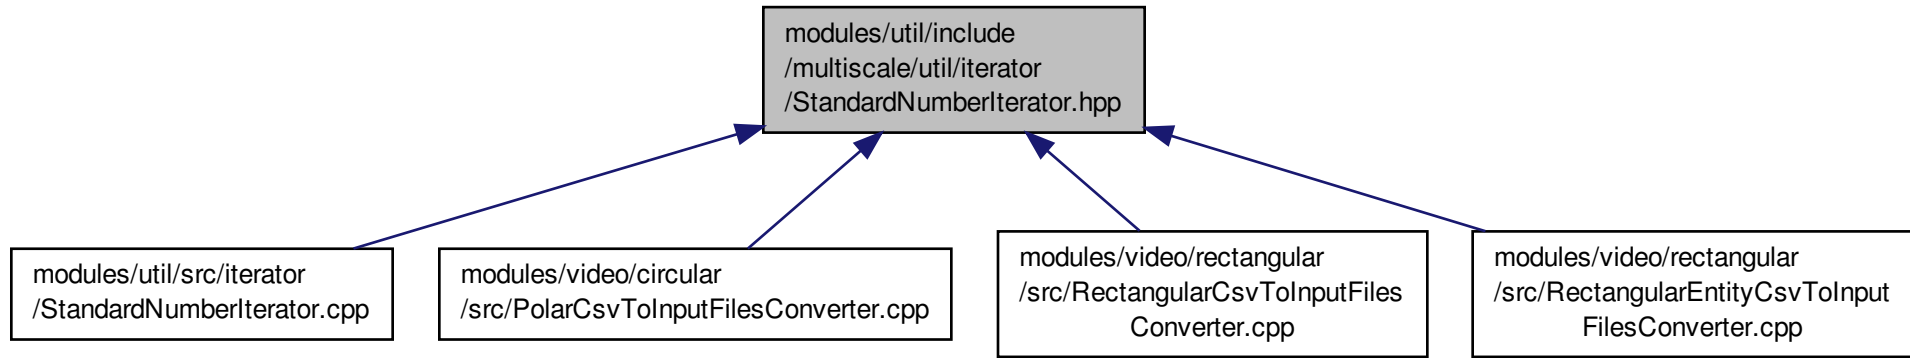 modules/util/include
/multiscale/util/iterator
/StandardNumberIterator.hpp
modules/util/src/iterator
/StandardNumberIterator.cpp
modules/video/circular
/src/PolarCsvToInputFilesConverter.cpp
modules/video/rectangular
/src/RectangularCsvToInputFiles
Converter.cpp
modules/video/rectangular
/src/RectangularEntityCsvToInput
FilesConverter.cpp